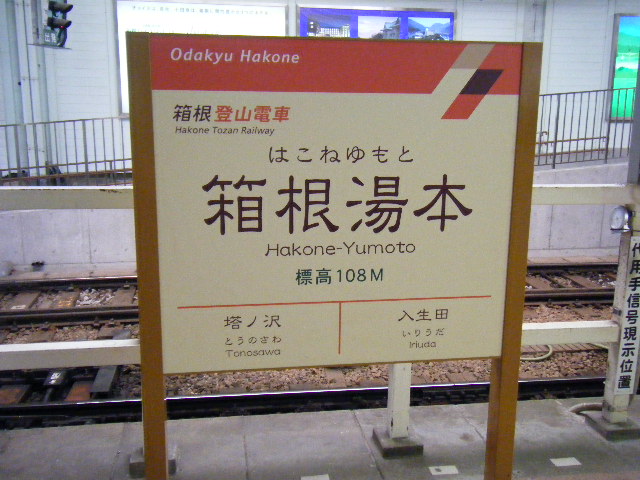 Odakyu Hakone
箱根登山電車
Hakone Tozan Railway
はこねゆもと
箱根湯本
Hakone-Yumoto
標高108M
塔ノ沢
とうのさわ
Tonosawa
入生田
いりうだ
Iriuda
代用手信号現示位置